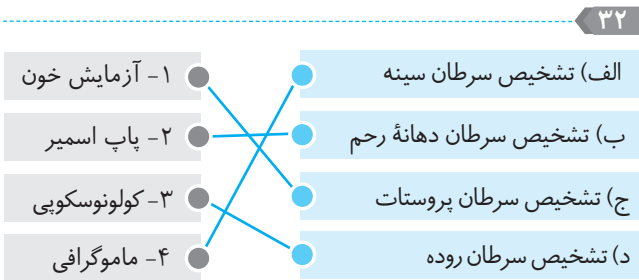 ۳۲
الف) تشخیص سرطان سینه
۱- آزمایش خون
ب) تشخیص سرطان دهانهٔ رحم
۲- پاپ اسمیر
ج) تشخیص سرطان پروستات
۳- کولونوسکوپی
د) تشخیص سرطان روده
۴- ماموگرافی